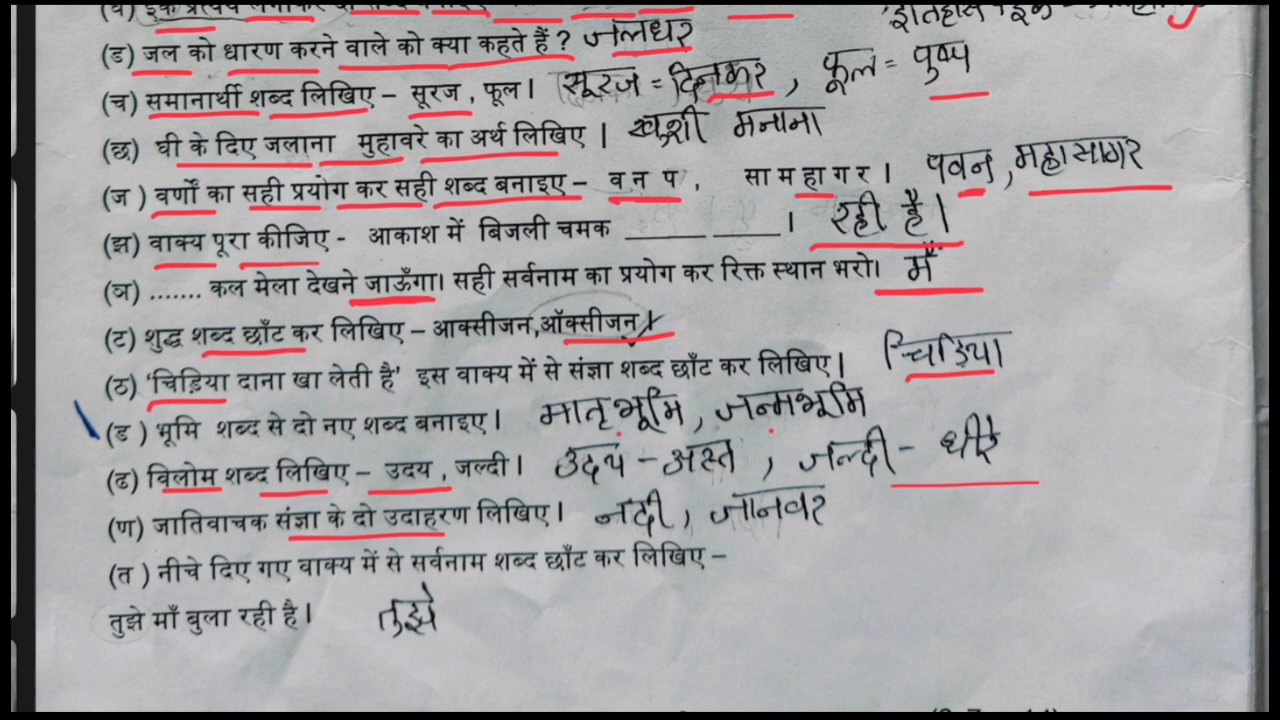 (ड) जल को धारण करने वाले को क्या कहते हैं ? जलधर
(च) समानार्थी शब्द लिखिए – सूरज , फूल। सूरज = दिनकर , फूल = पुष्प
(छ) घी के दिए जलाना मुहावरे का अर्थ लिखिए । खुशी मनाना
(ज ) वर्णों का सही प्रयोग कर सही शब्द बनाइए – व न प , सा म हा ग र । पवन , महासागर
(झ) वाक्य पूरा कीजिए - आकाश में बिजली चमक ______ ______ । रही है।
(ञ) ....... कल मेला देखने जाऊँगा। सही सर्वनाम का प्रयोग कर रिक्त स्थान भरो। मैं
(ट) शुद्ध शब्द छाँट कर लिखिए – आक्सीजन,ऑक्सीजन।
(ठ) 'चिड़िया दाना खा लेती है' इस वाक्य में से संज्ञा शब्द छाँट कर लिखिए। चिड़िया
(ड ) भूमि शब्द से दो नए शब्द बनाइए। मातृभूमि , जन्मभूमि
(ढ) विलोम शब्द लिखिए – उदय , जल्दी। उदय – अस्त , जल्दी – धीरे
(ण) जातिवाचक संज्ञा के दो उदाहरण लिखिए। नदी , जानवर
(त ) नीचे दिए गए वाक्य में से सर्वनाम शब्द छाँट कर लिखिए –
तुझे माँ बुला रही है। तुझे